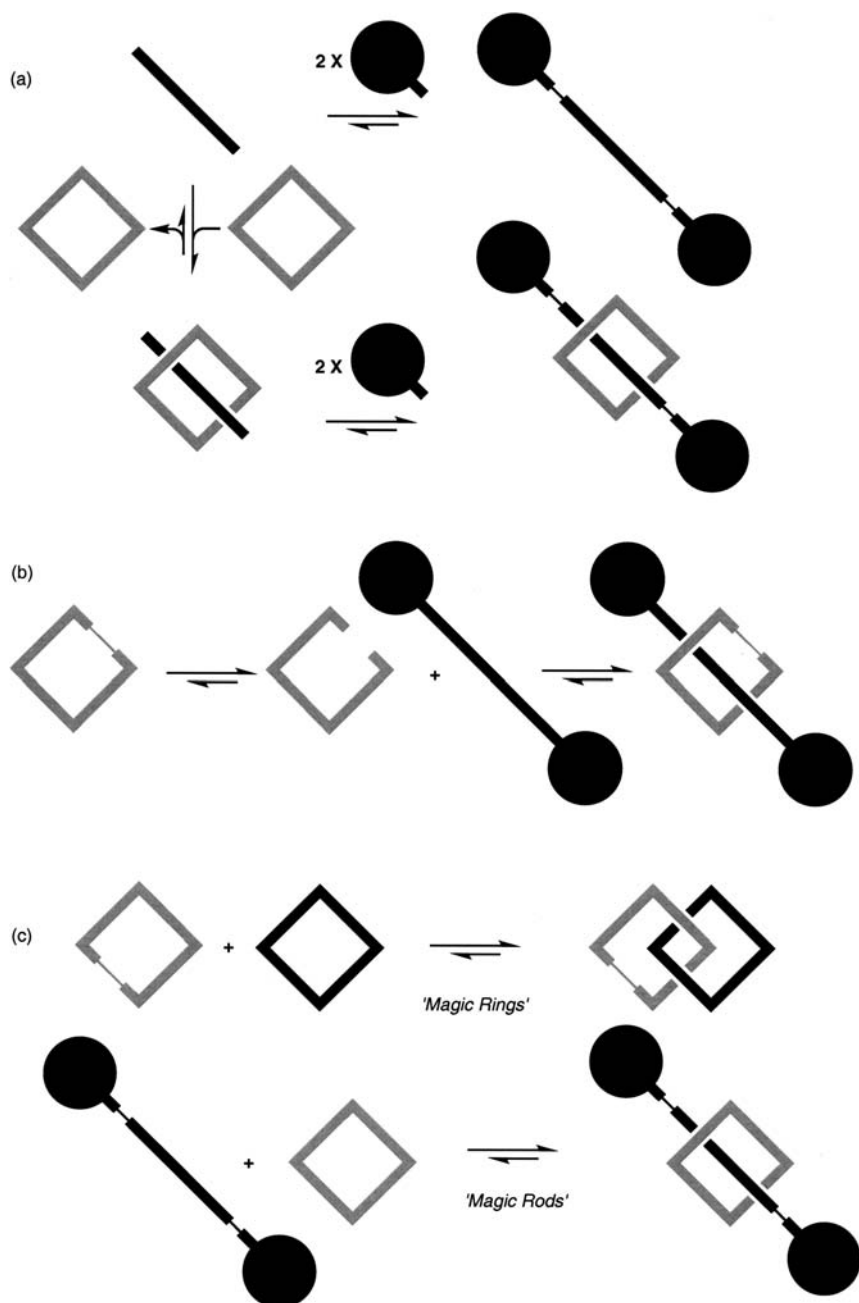 (a)
2 X
2 X
(b)
+
(c)
+
'Magic Rings'
+
'Magic Rods'